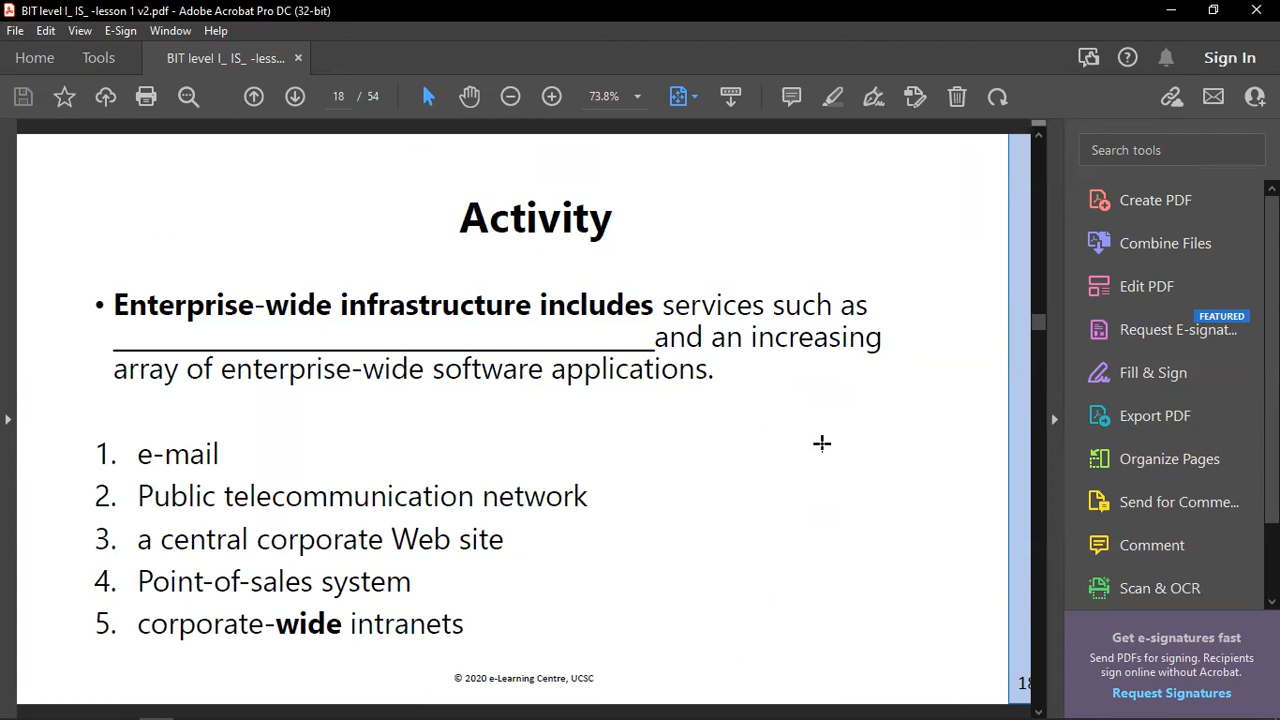 BIT level I_ IS_ -lesson 1 v2.pdf - Adobe Acrobat Pro DC (32-bit)
File Edit View E-Sign Window Help
Home Tools BIT level I_ IS_ -less... × Sign In
18 / 54 73.8%
Search tools
Activity
• Enterprise-wide infrastructure includes services such as
_____________________________________and an increasing
array of enterprise-wide software applications.
1. e-mail
2. Public telecommunication network
3. a central corporate Web site
4. Point-of-sales system
5. corporate-wide intranets
© 2020 e-Learning Centre, UCSC
18
Create PDF
Combine Files
Edit PDF
FEATURED
Request E-signat...
Fill & Sign
Export PDF
Organize Pages
Send for Comme...
Comment
Scan & OCR
Get e-signatures fast
Send PDFs for signing. Recipients
sign online without Acrobat.
Request Signatures